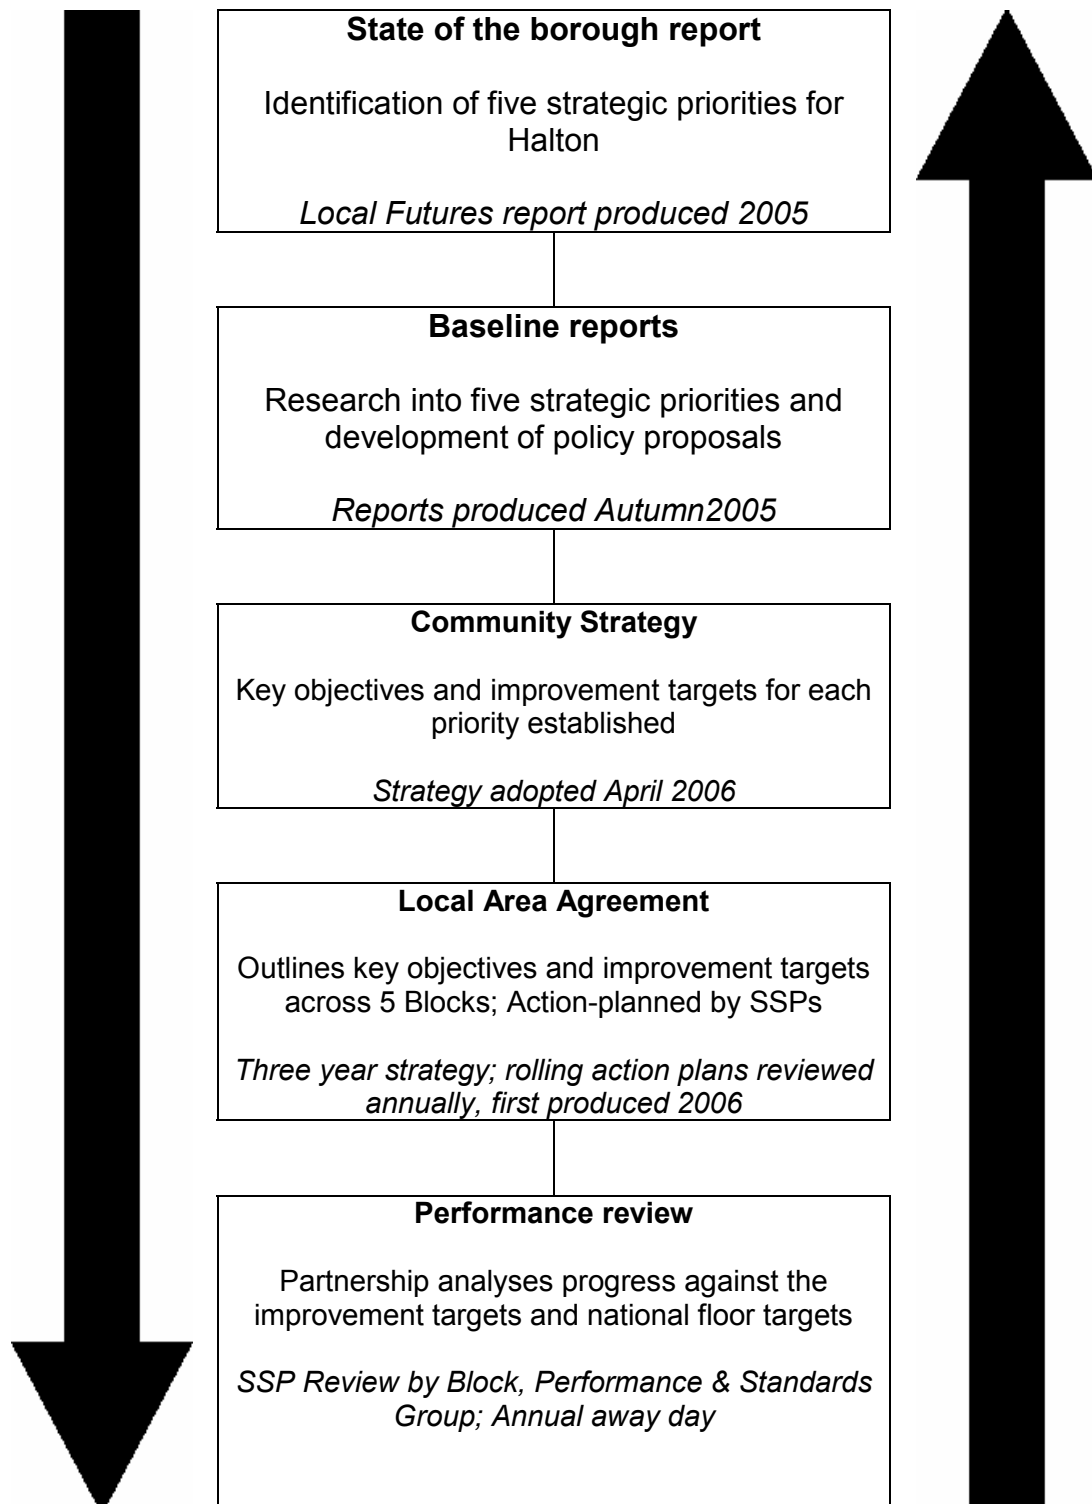 State of the borough report
Identification of five strategic priorities for
Halton
Local Futures report produced 2005
Baseline reports
Research into five strategic priorities and
development of policy proposals
Reports produced Autumn2005
Community Strategy
Key objectives and improvement targets for each
priority established
Strategy adopted April 2006
Local Area Agreement
Outlines key objectives and improvement targets
across 5 Blocks; Action-planned by SSPs
Three year strategy; rolling action plans reviewed
annually, first produced 2006
Performance review
Partnership analyses progress against the
improvement targets and national floor targets
SSP Review by Block, Performance & Standards
Group; Annual away day